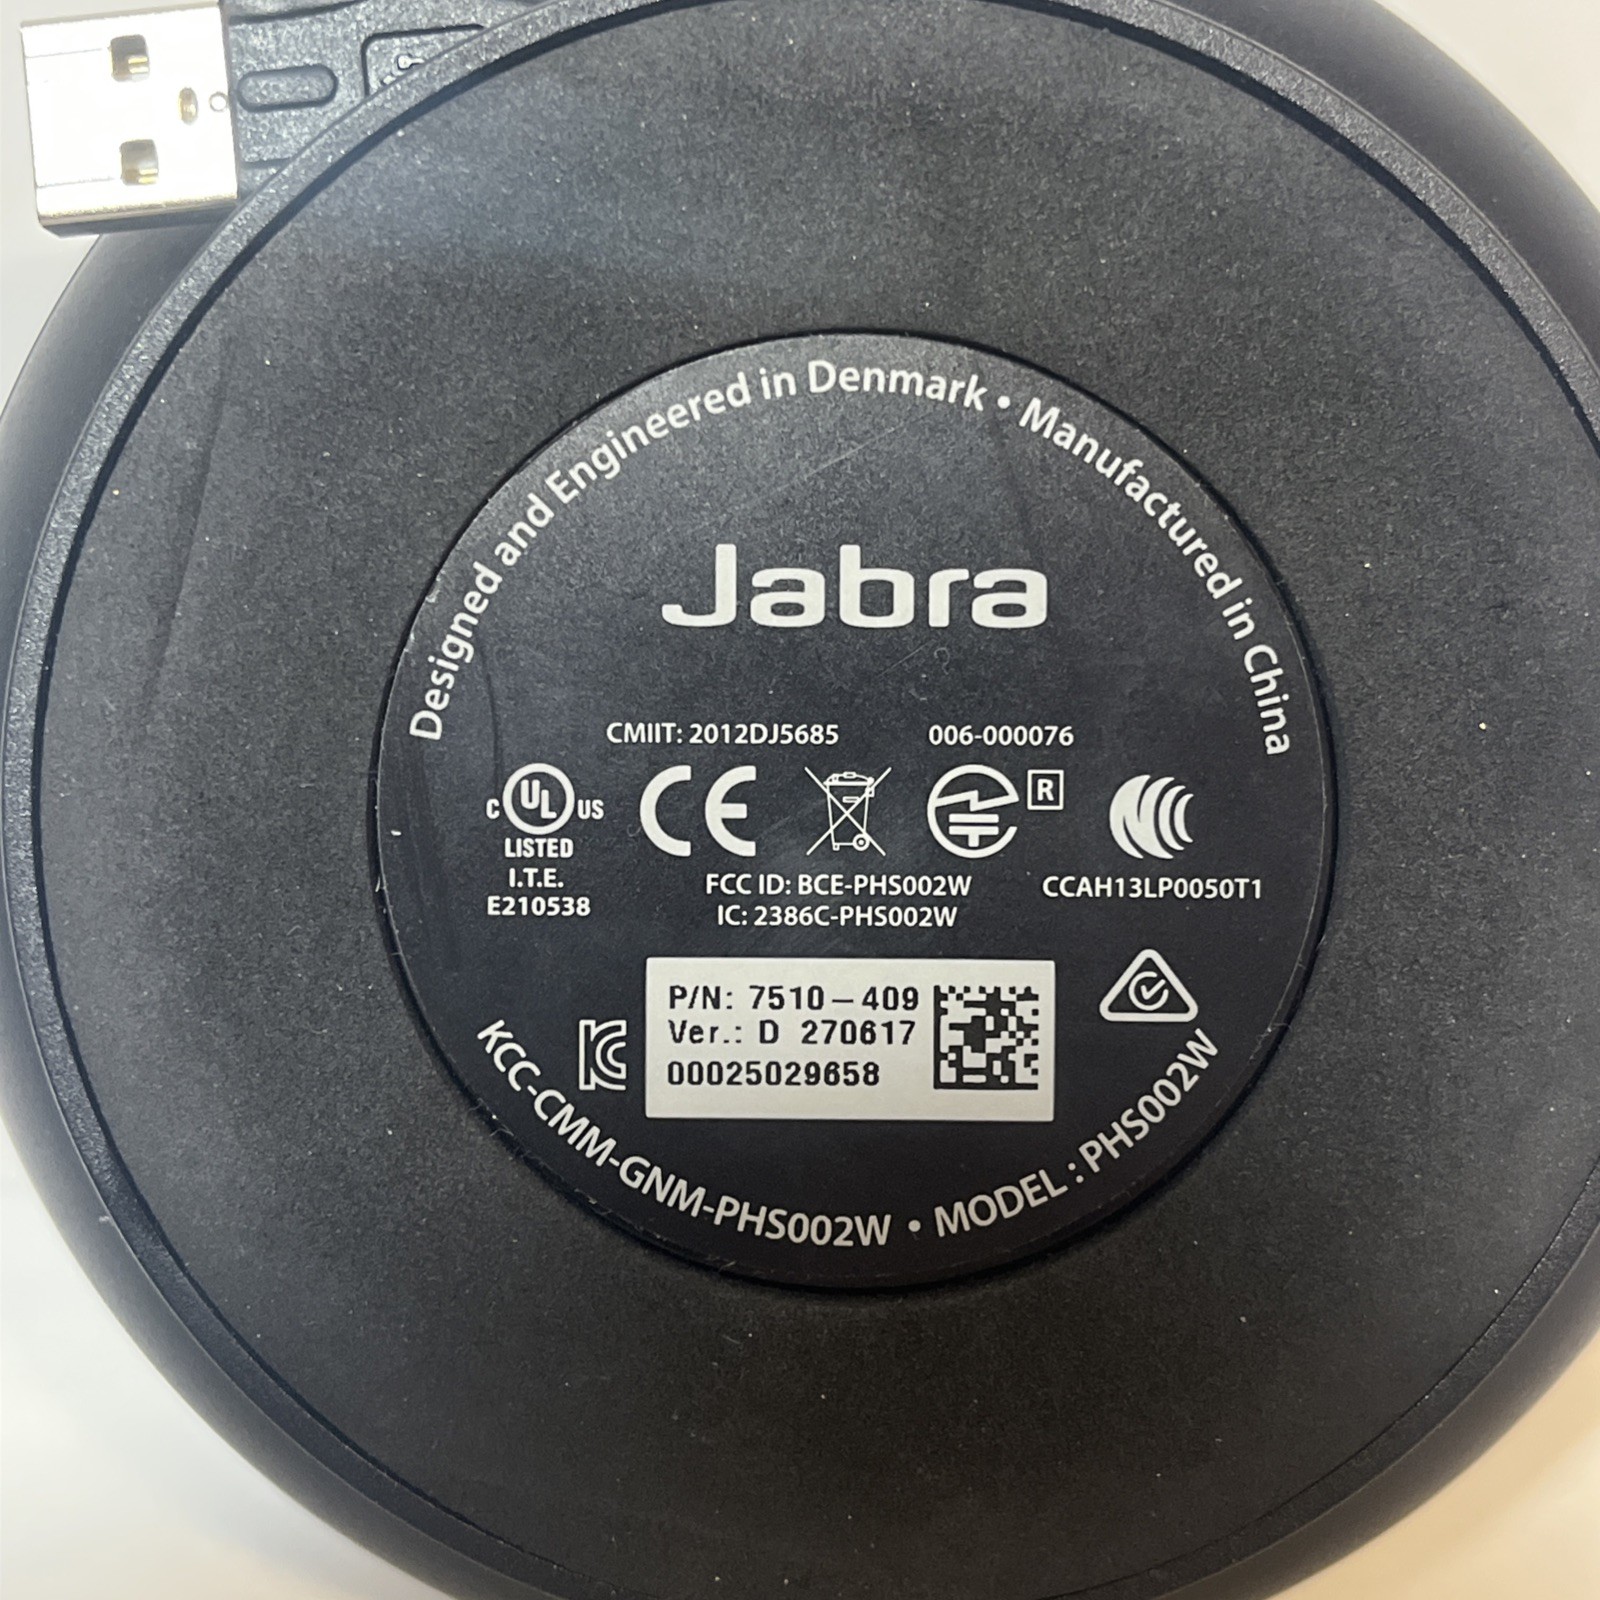 Designed and Engineered in Denmark • Manufactured in China
Jabra
CMIIT: 2012DJ5685
006-000076
C UL US
LISTED
I.T.E.
E210538
CE
R
FCC ID: BCE-PHS002W
IC: 2386C-PHS002W
CCAH13LP0050T1
P/N: 7510-409
Ver.: D 270617
00025029658
KCC-CMM-GNM-PHS002W • MODEL : PHS002W